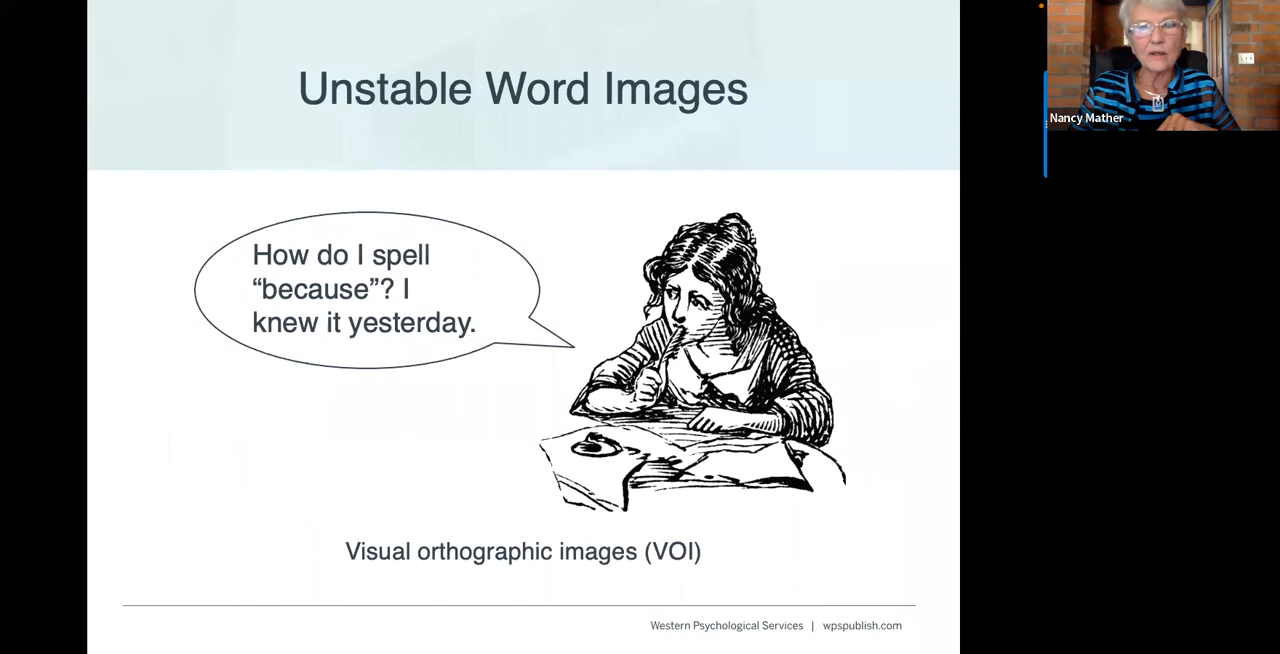 Unstable Word Images
How do I spell
“because”? I
knew it yesterday.
Visual orthographic images (VOI)
Western Psychological Services | wpspublish.com
Nancy Mather